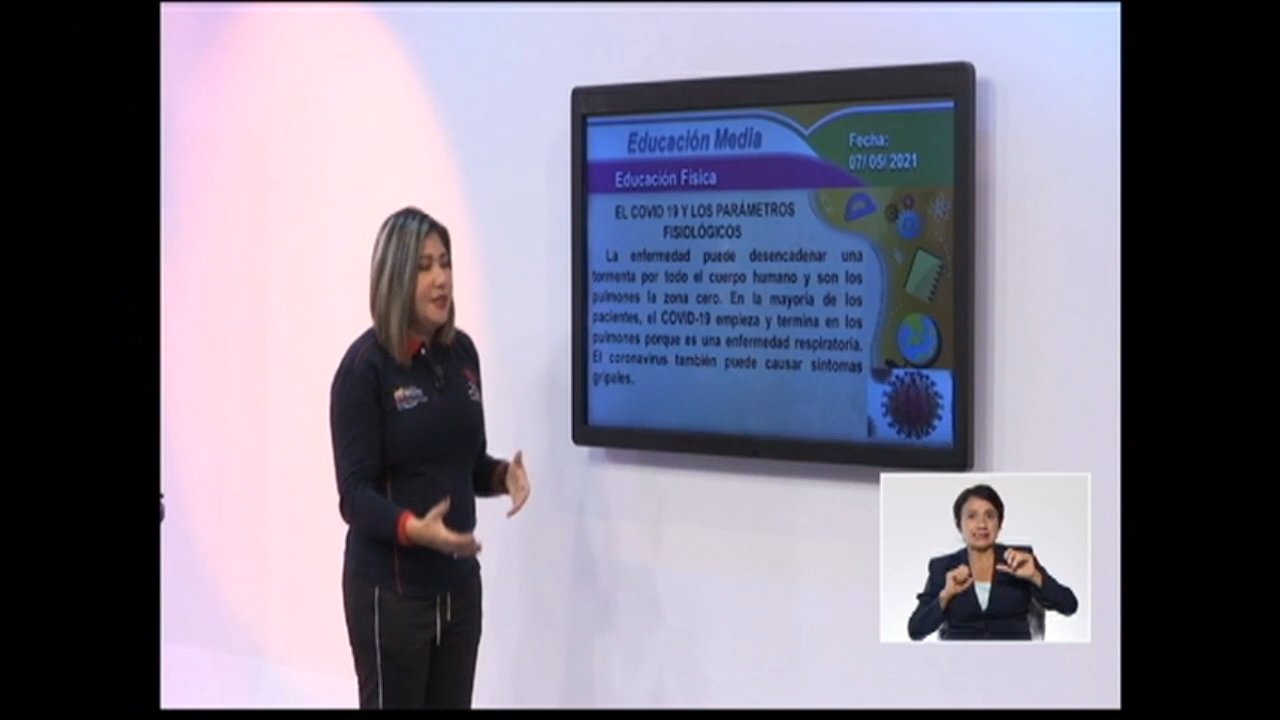 Educación Media
Fecha:
07/ 05/ 2021
Educación Física
EL COVID 19 Y LOS PARÁMETROS
FISIOLÓGICOS
La enfermedad puede desencadenar una
tormenta por todo el cuerpo humano y son los
pulmones la zona cero. En la mayoría de los
pacientes, el COVID-19 empieza y termina en los
pulmones porque es una enfermedad respiratoria.
El coronavirus también puede causar síntomas
gripales.